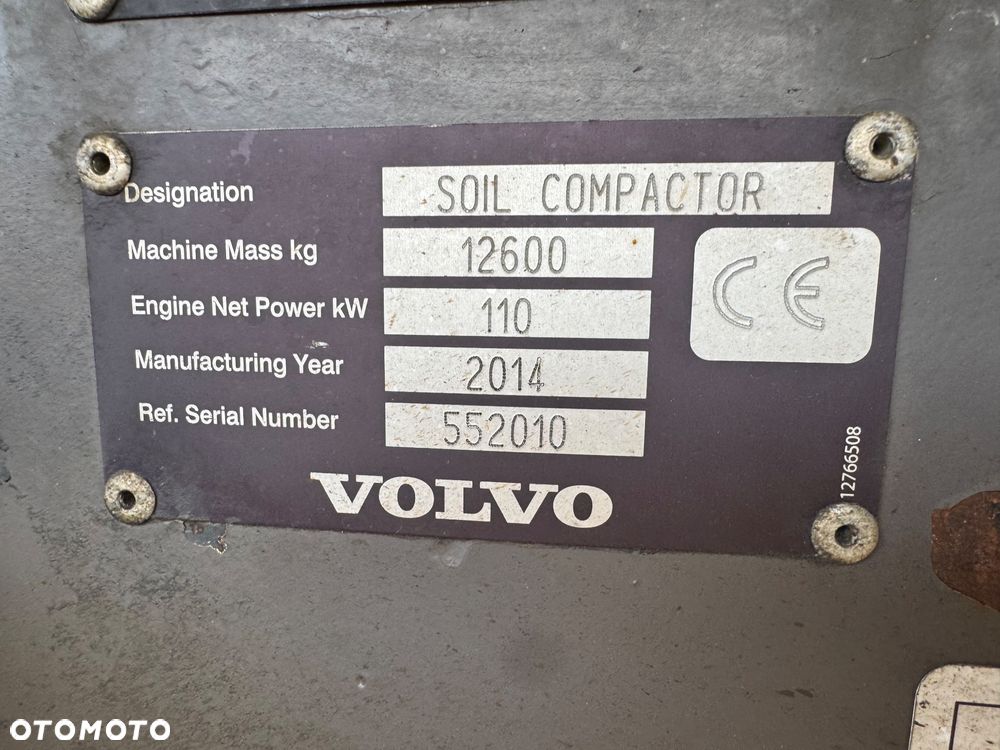 Designation SOIL COMPACTOR
Machine Mass kg 12600
Engine Net Power kW 110
Manufacturing Year 2014
Ref. Serial Number 552010
CE
12766508
VOLVO
OTOMOTO